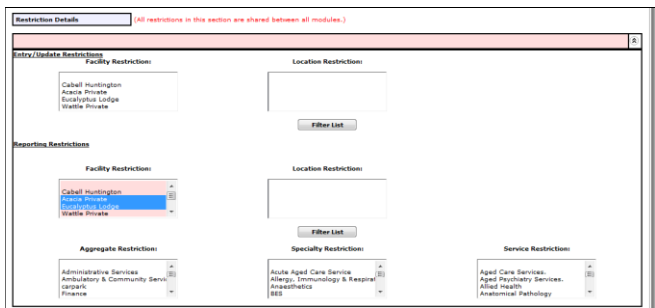 Restriction Details (All restrictions in this section are shared between all modules.)
Entry/Update Restrictions
Facility Restriction: Location Restriction:
Cabell Huntington
Acacia Private
Eucalyptus Lodge
Wattle Private
Filter List
Reporting Restrictions
Facility Restriction: Location Restriction:
Cabell Huntington
Acacia Private
Eucalyptus Lodge
Wattle Private
Filter List
Aggregate Restriction: Specialty Restriction: Service Restriction:
Administrative Services Acute Aged Care Service Aged Care Services.
Ambulatory & Community Servi Allergy, Immunology & Respirat Aged Psychiatry Services.
carpark Anaesthetics Allied Health
Finance BES Anatomical Pathology